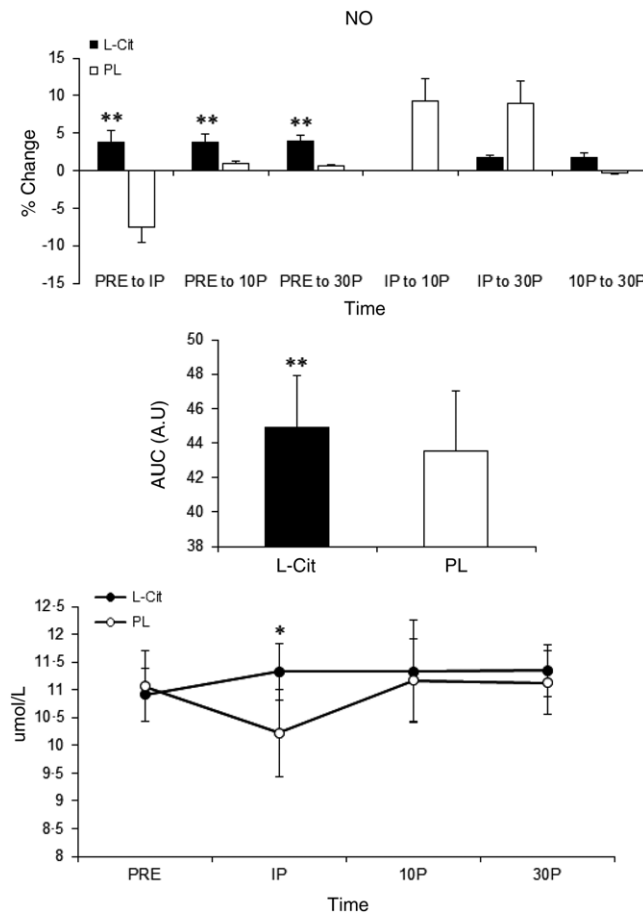 NO
L-Cit
PL
15
10
5
0
-5
-10
-15
% Change
** ** **
PRE to IP PRE to 10P PRE to 30P IP to 10P IP to 30P 10P to 30P
Time
50
48
46
44
42
40
38
AUC (A.U)
**
L-Cit PL
L-Cit
PL
12·5
12
11·5
11
10·5
10
9·5
9
8·5
8
umol/L
*
PRE IP 10P 30P
Time